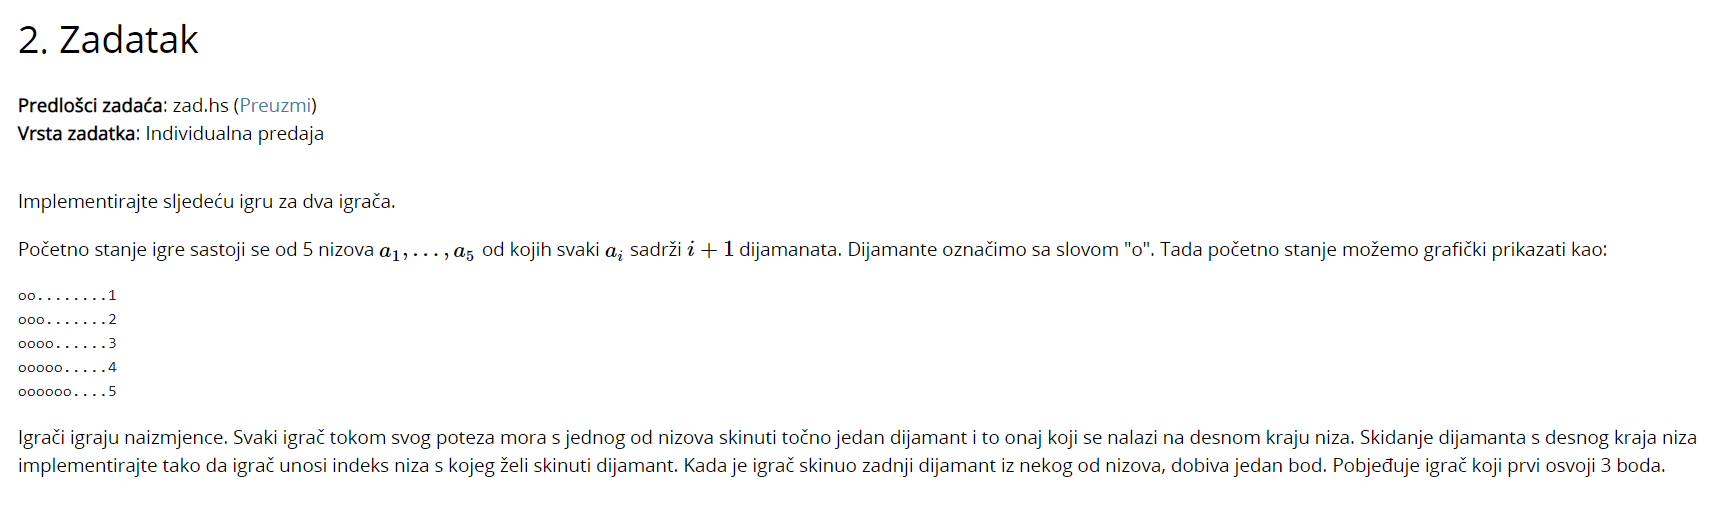 2. Zadatak
Predlošci zadaća: zad.hs (Preuzmi)
Vrsta zadatka: Individualna predaja
Implementirajte sljedeću igru za dva igrača.
Početno stanje igre sastoji se od 5 nizova a₁, . . . , a₅ od kojih svaki aᵢ sadrži i + 1 dijamanata. Dijamante označimo sa slovom "o". Tada početno stanje možemo grafički prikazati kao:
oo........1
ooo.......2
oooo......3
ooooo.....4
oooooo....5
Igrači igraju naizmjence. Svaki igrač tokom svog poteza mora s jednog od nizova skinuti točno jedan dijamant i to onaj koji se nalazi na desnom kraju niza. Skidanje dijamanta s desnog kraja niza
implementirajte tako da igrač unosi indeks niza s kojeg želi skinuti dijamant. Kada je igrač skinuo zadnji dijamant iz nekog od nizova, dobiva jedan bod. Pobjeđuje igrač koji prvi osvoji 3 boda.